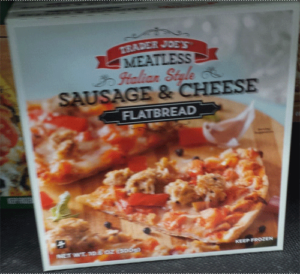 TRADER JOE'S
MEATLESS
Italian Style
SAUSAGE & CHEESE
FLATBREAD
KEEP FROZEN